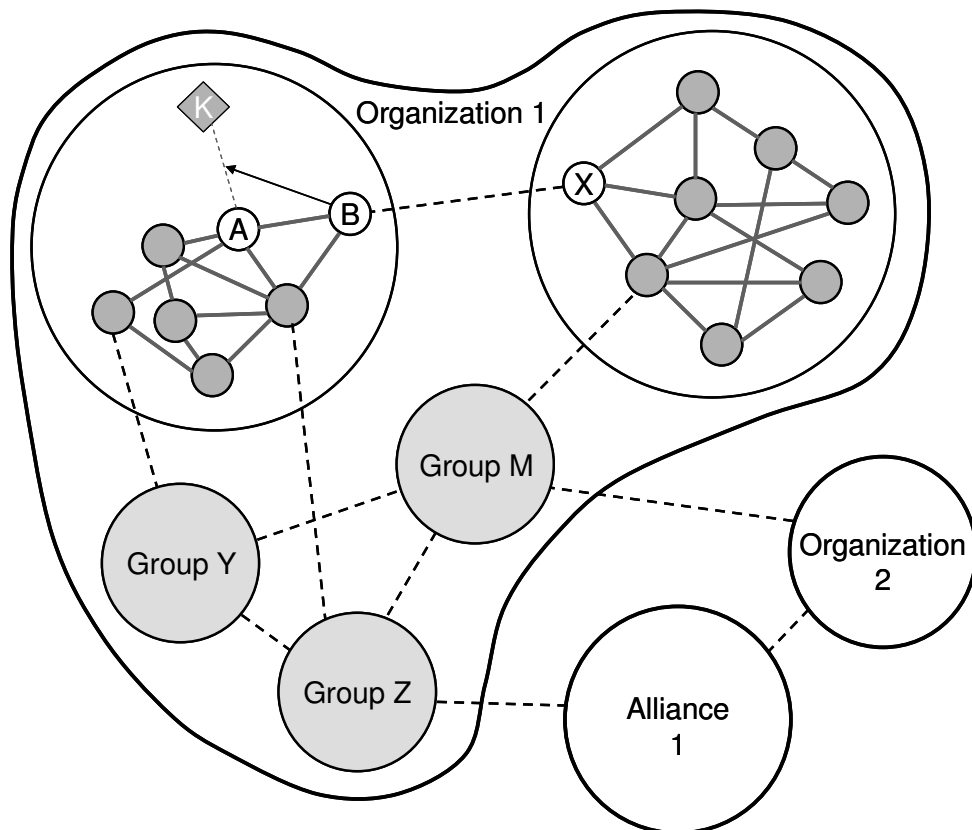 K
Organization 1
A
B
X
Group M
Group Y
Organization
2
Group Z
Alliance
1